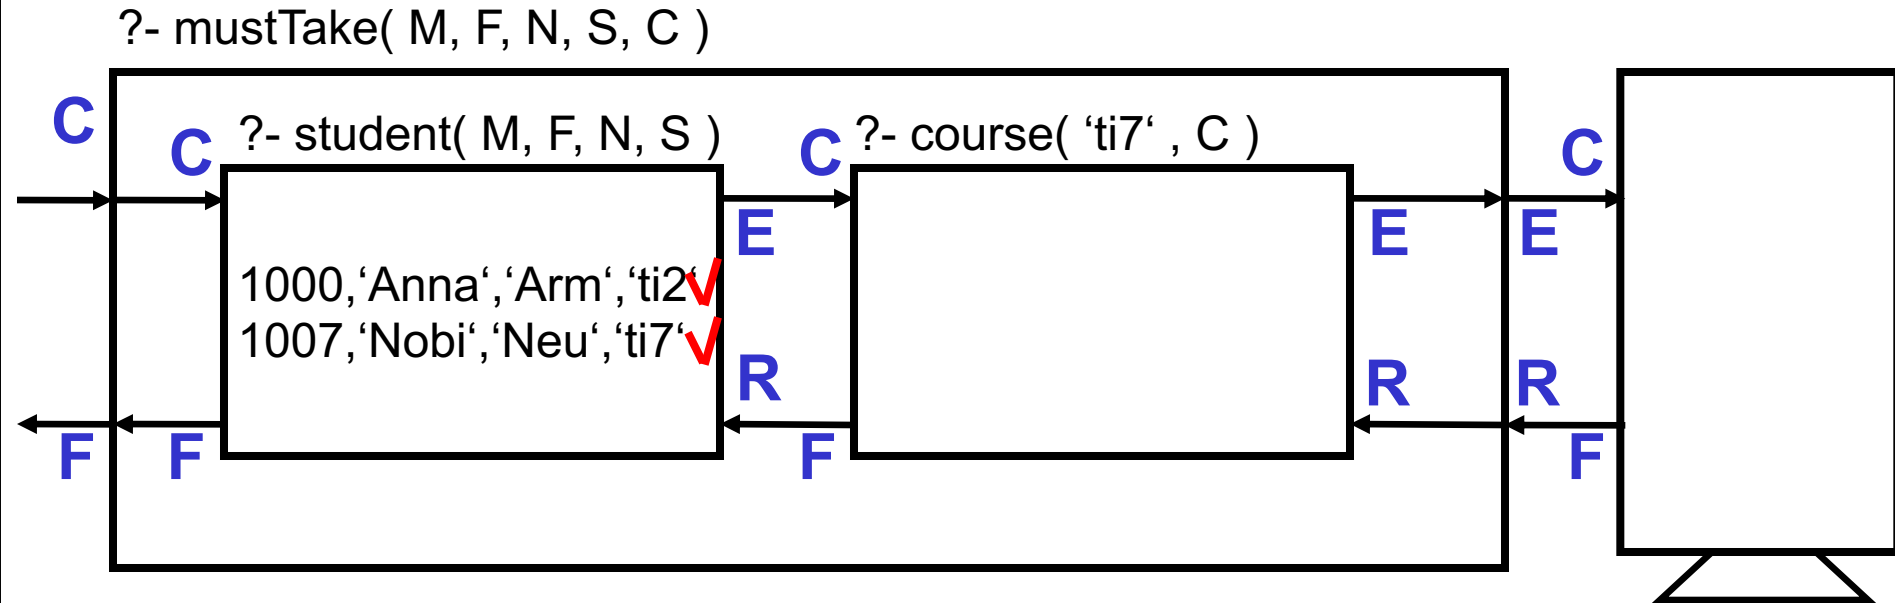 ?- mustTake( M, F, N, S, C )
C
C
?- student( M, F, N, S )
C
?- course( ‘ti7‘ , C )
C
E
E
E
1000,‘Anna‘,‘Arm‘,‘ti2‘
1007,‘Nobi‘,‘Neu‘,‘ti7‘
R
R
R
F
F
F
F